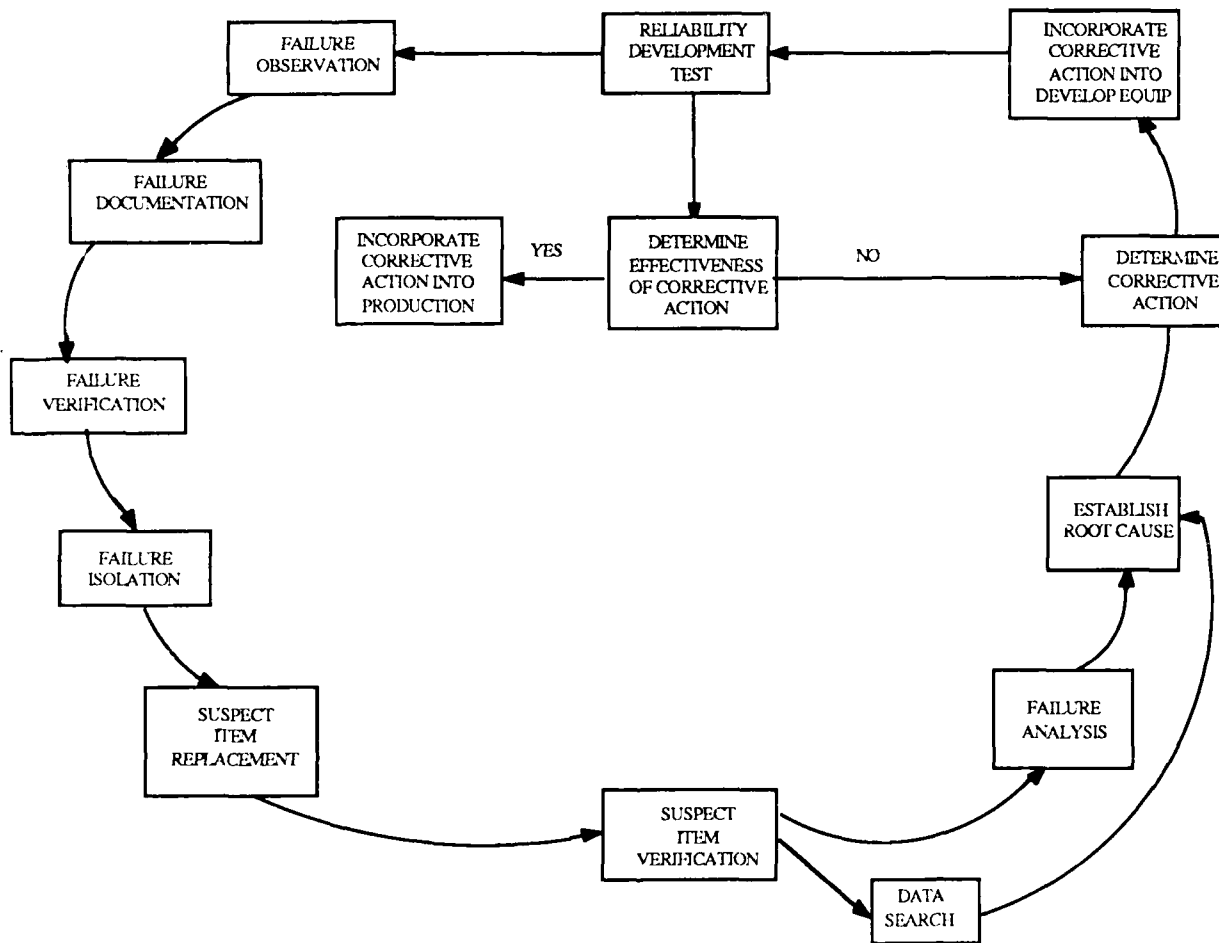 FAILURE
OBSERVATION
RELIABILITY
DEVELOPMENT
TEST
INCORPORATE
CORRECTIVE
ACTION INTO
DEVELOP EQUIP
FAILURE
DOCUMENTATION
INCORPORATE
CORRECTIVE
ACTION INTO
PRODUCTION
YES
DETERMINE
EFFECTIVENESS
OF CORRECTIVE
ACTION
NO
DETERMINE
CORRECTIVE
ACTION
FAILURE
VERIFICATION
ESTABLISH
ROOT CAUSE
FAILURE
ISOLATION
SUSPECT
ITEM
REPLACEMENT
FAILURE
ANALYSIS
SUSPECT
ITEM
VERIFICATION
DATA
SEARCH